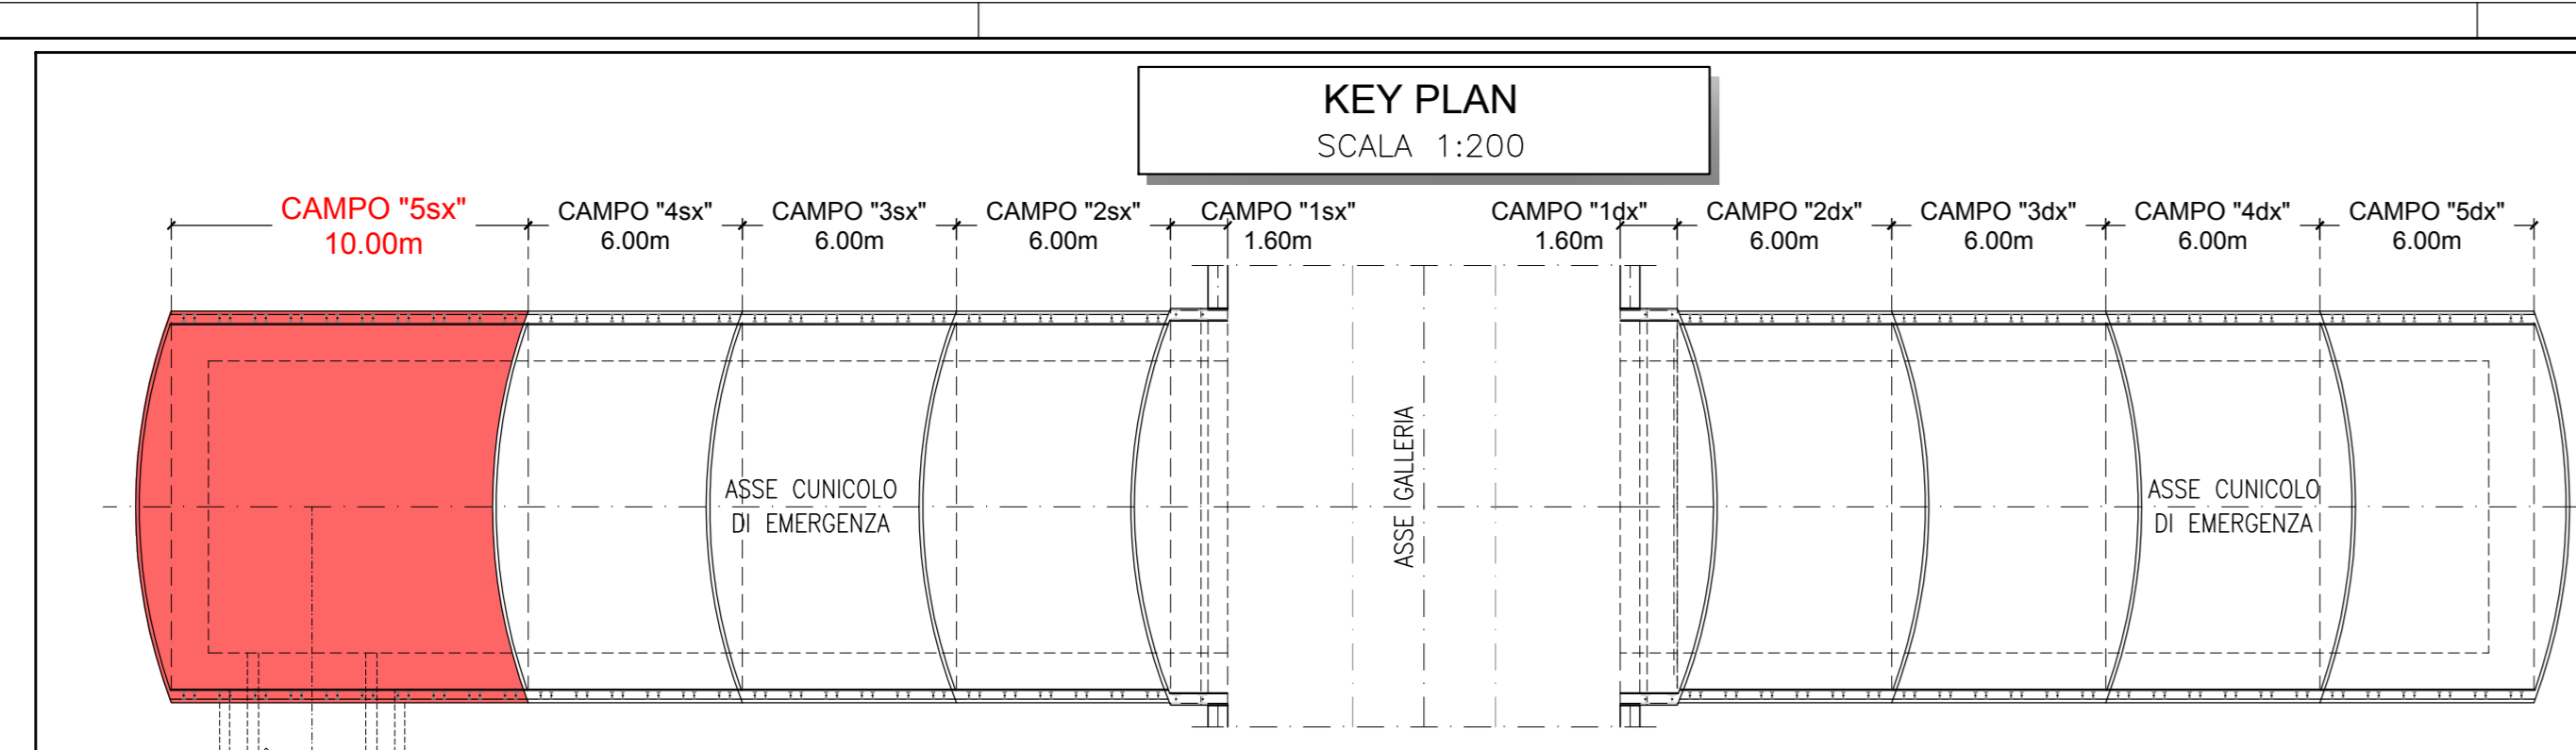 KEY PLAN
SCALA 1:200
CAMPO "5sx"
10.00m
CAMPO "4sx"
6.00m
CAMPO "3sx"
6.00m
CAMPO "2sx"
6.00m
CAMPO "1sx"
1.60m
CAMPO "1dx"
1.60m
CAMPO "2dx"
6.00m
CAMPO "3dx"
6.00m
CAMPO "4dx"
6.00m
CAMPO "5dx"
6.00m
ASSE CUNICOLO
DI EMERGENZA
ASSE GALLERIA
ASSE CUNICOLO
DI EMERGENZA